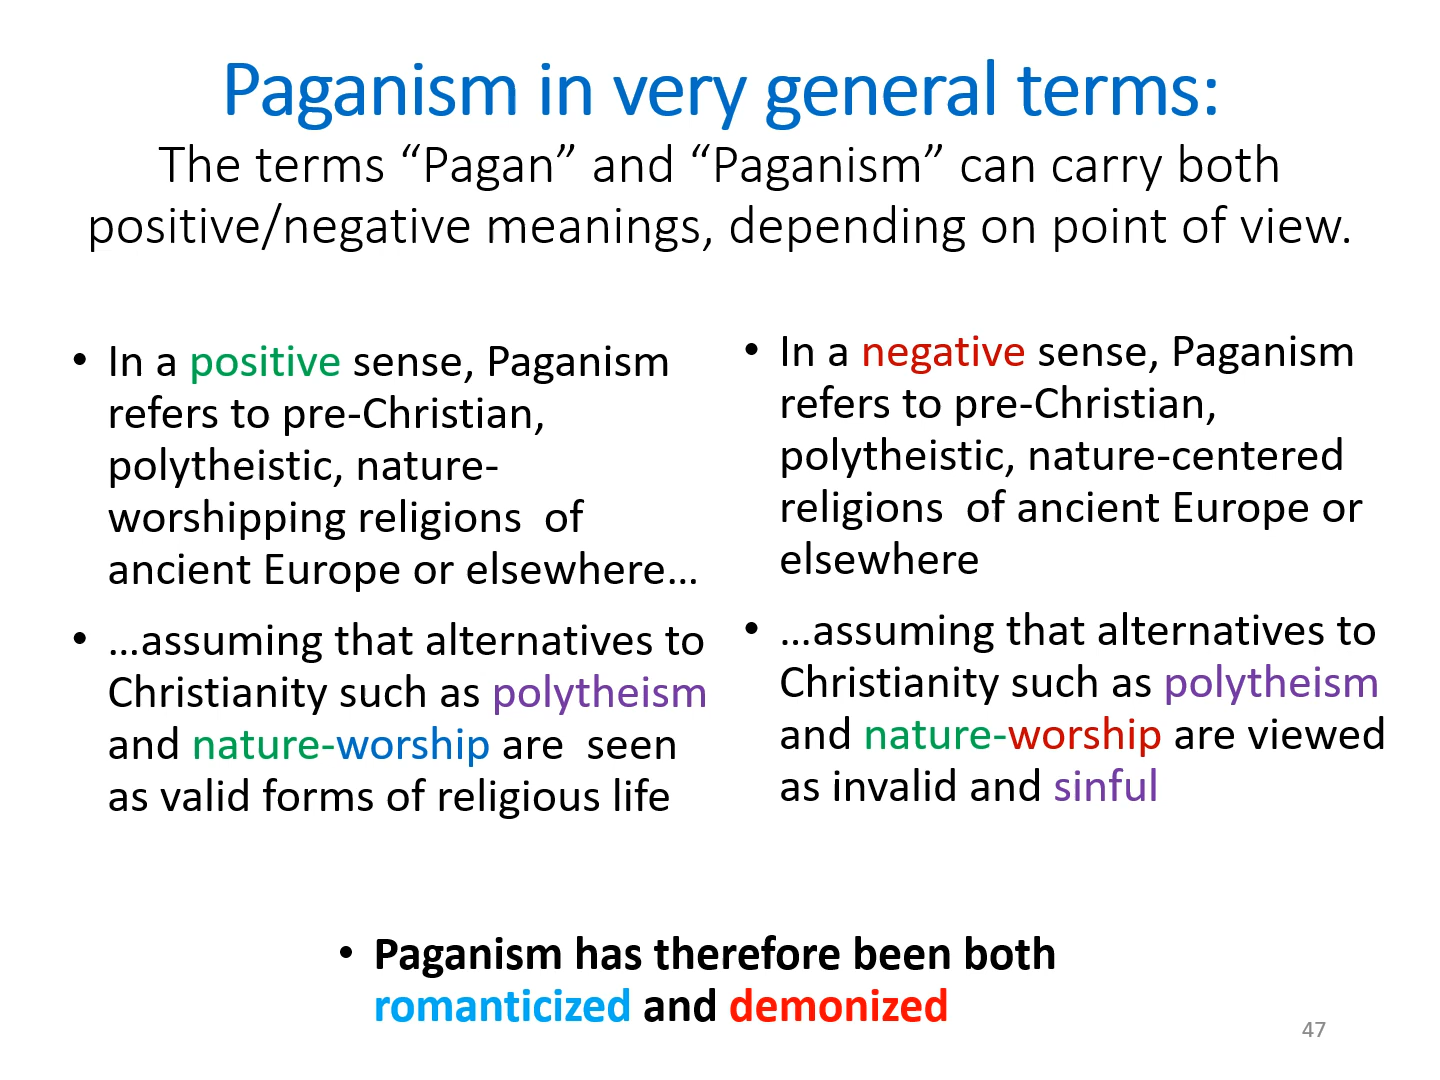 Paganism in very general terms:
The terms “Pagan” and “Paganism” can carry both
positive/negative meanings, depending on point of view.
• In a positive sense, Paganism
refers to pre-Christian,
polytheistic, nature-
worshipping religions  of
ancient Europe or elsewhere…
• …assuming that alternatives to
Christianity such as polytheism
and nature-worship are  seen
as valid forms of religious life
• In a negative sense, Paganism
refers to pre-Christian,
polytheistic, nature-centered
religions  of ancient Europe or
elsewhere
• …assuming that alternatives to
Christianity such as polytheism
and nature-worship are viewed
as invalid and sinful
• Paganism has therefore been both
romanticized and demonized
47